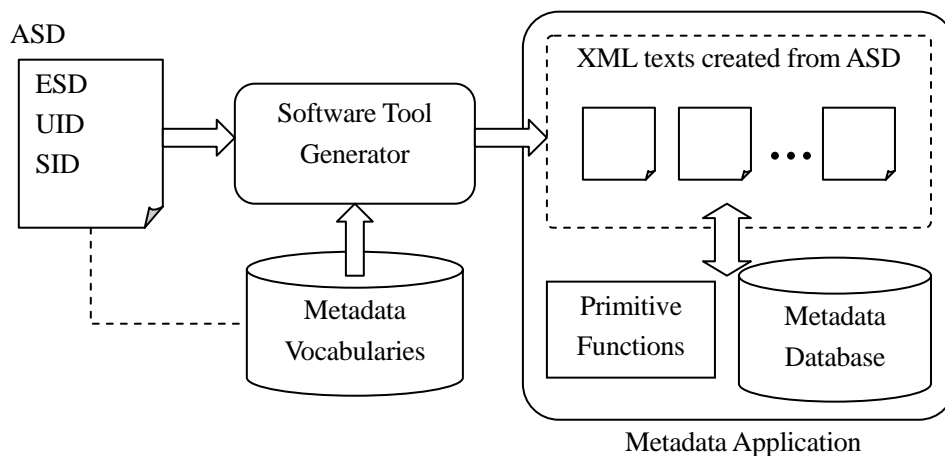 ASD
ESD
UID
SID
Software Tool
Generator
Metadata
Vocabularies
XML texts created from ASD
Primitive
Functions
Metadata
Database
Metadata Application